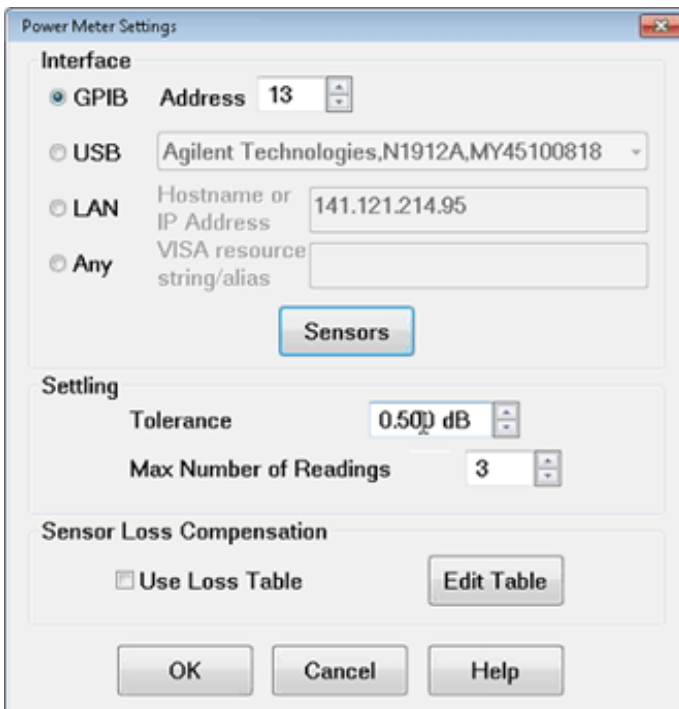 Power Meter Settings
Interface
GPIB Address 13
USB Agilent Technologies,N1912A,MY45100818
LAN Hostname or IP Address 141.121.214.95
Any VISA resource string/alias
Sensors
Settling
Tolerance 0.500 dB
Max Number of Readings 3
Sensor Loss Compensation
Use Loss Table Edit Table
OK Cancel Help